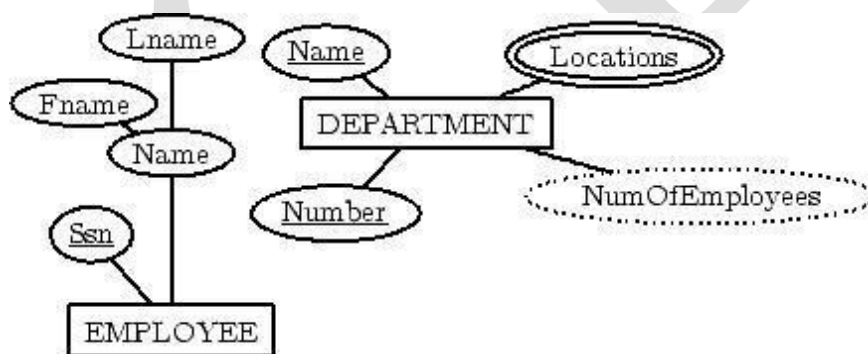 Lname
Name
Locations
Fname
DEPARTMENT
Name
NumOfEmployees
Number
Ssn
EMPLOYEE